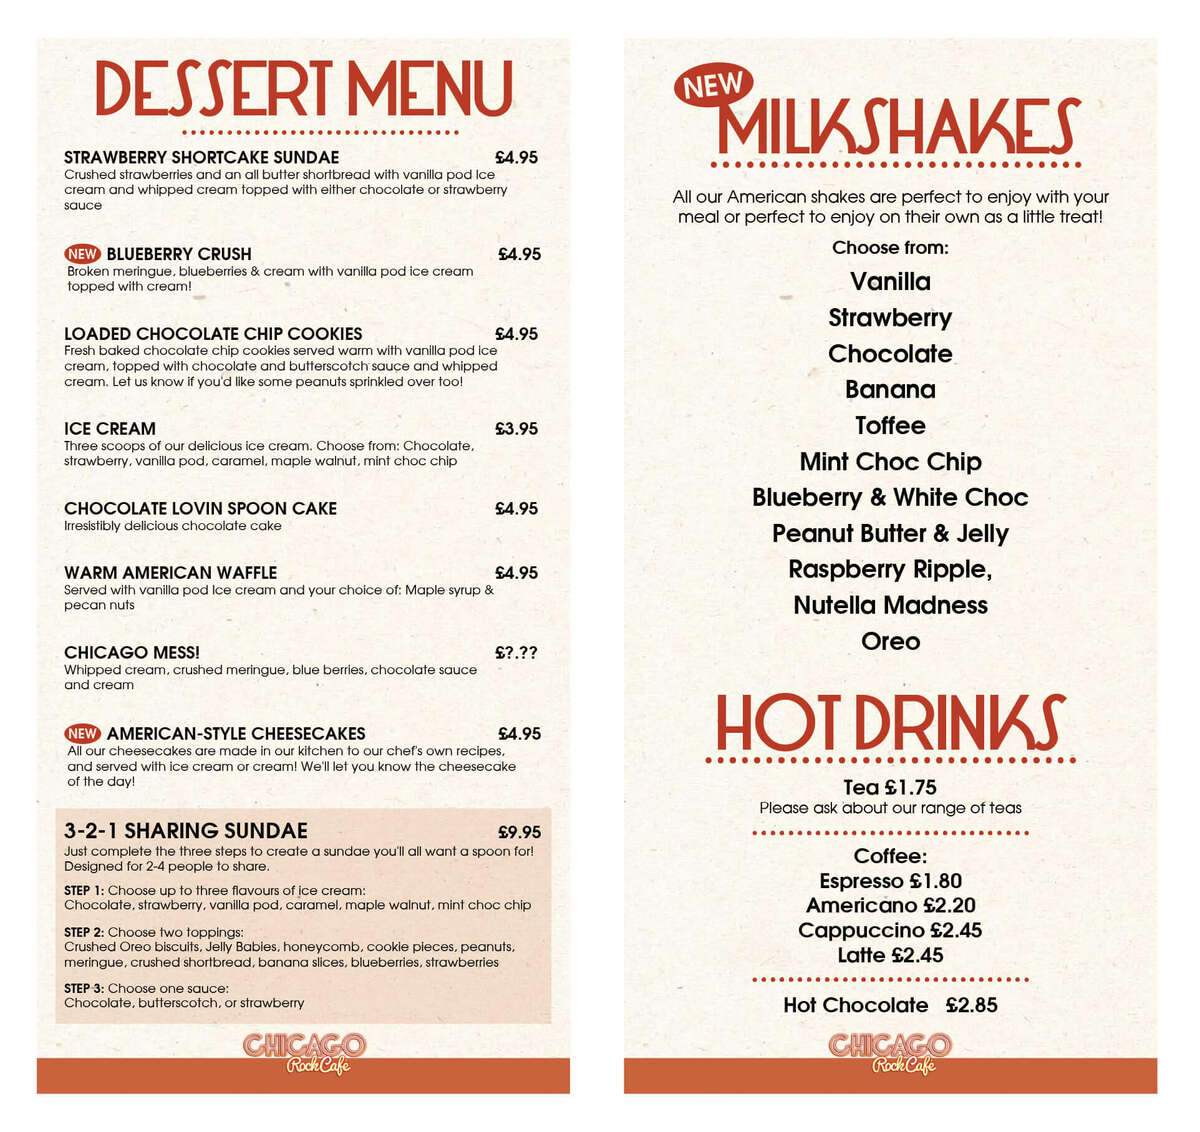 DESSERT MENU
STRAWBERRY SHORTCAKE SUNDAE £4.95
Crushed strawberries and an all butter shortbread with vanilla pod Ice
cream and whipped cream topped with either chocolate or strawberry
sauce
NEW BLUEBERRY CRUSH £4.95
Broken meringue, blueberries & cream with vanilla pod ice cream
topped with cream!
LOADED CHOCOLATE CHIP COOKIES £4.95
Fresh baked chocolate chip cookies served warm with vanilla pod ice
cream, topped with chocolate and butterscotch sauce and whipped
cream. Let us know if you'd like some peanuts sprinkled over too!
ICE CREAM £3.95
Three scoops of our delicious ice cream. Choose from: Chocolate,
strawberry, vanilla pod, caramel, maple walnut, mint choc chip
CHOCOLATE LOVIN SPOON CAKE £4.95
Irresistibly delicious chocolate cake
WARM AMERICAN WAFFLE £4.95
Served with vanilla pod Ice cream and your choice of: Maple syrup &
pecan nuts
CHICAGO MESS! £?.??
Whipped cream, crushed meringue, blue berries, chocolate sauce
and cream
NEW AMERICAN-STYLE CHEESECAKES £4.95
All our cheesecakes are made in our kitchen to our chef's own recipes,
and served with ice cream or cream! We'll let you know the cheesecake
of the day!
3-2-1 SHARING SUNDAE £9.95
Just complete the three steps to create a sundae you'll all want a spoon for!
Designed for 2-4 people to share.
STEP 1: Choose up to three flavours of ice cream:
Chocolate, strawberry, vanilla pod, caramel, maple walnut, mint choc chip
STEP 2: Choose two toppings:
Crushed Oreo biscuits, Jelly Babies, honeycomb, cookie pieces, peanuts,
meringue, crushed shortbread, banana slices, blueberries, strawberries
STEP 3: Choose one sauce:
Chocolate, butterscotch, or strawberry
CHICAGO
Rock Cafe
NEW
MILKSHAKES
All our American shakes are perfect to enjoy with your
meal or perfect to enjoy on their own as a little treat!
Choose from:
Vanilla
Strawberry
Chocolate
Banana
Toffee
Mint Choc Chip
Blueberry & White Choc
Peanut Butter & Jelly
Raspberry Ripple,
Nutella Madness
Oreo
HOT DRINKS
Tea £1.75
Please ask about our range of teas
Coffee:
Espresso £1.80
Americano £2.20
Cappuccino £2.45
Latte £2.45
Hot Chocolate £2.85
CHICAGO
Rock Cafe